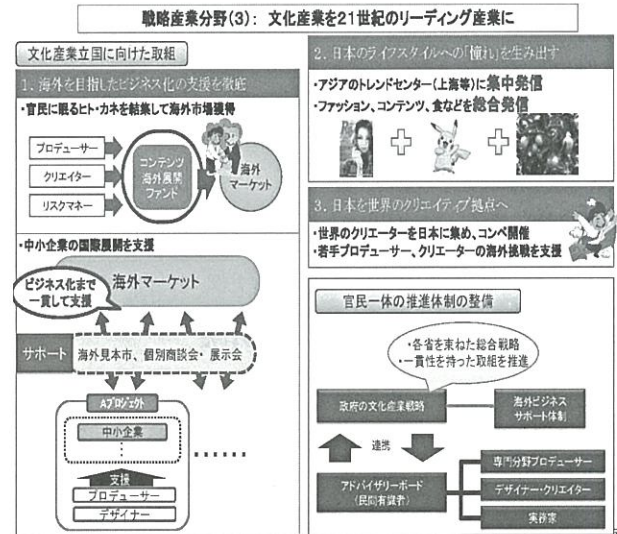 戦略産業分野(3): 文化産業を21世紀のリーディング産業に
文化産業立国に向けた取組
1. 海外を目指したビジネス化の支援を徹底
・官民に眠るヒト・カネを結集して海外市場獲得
プロデューサー
クリエイター
リスクマネー
コンテンツ
海外展開
ファンド
海外
マーケット
・中小企業の国際展開を支援
ビジネス化まで
一貫して支援
海外マーケット
サポート
海外見本市、個別商談会・展示会
Aプロジェクト
中小企業
支援
プロデューサー
デザイナー
2. 日本のライフスタイルへの「憧れ」を生み出す
・アジアのトレンドセンター(上海等)に集中発信
・ファッション、コンテンツ、食などを総合発信
3. 日本を世界のクリエイティブ拠点へ
・世界のクリエーターを日本に集め、コンペ開催
・若手プロデューサー、クリエーターの海外挑戦を支援
官民一体の推進体制の整備
・各省を束ねた総合戦略
・一貫性を持った取組を推進
政府の文化産業戦略
海外ビジネス
サポート体制
連携
アドバイザリーボード
(民間有識者)
専門分野プロデューサー
デザイナー・クリエイター
実務家